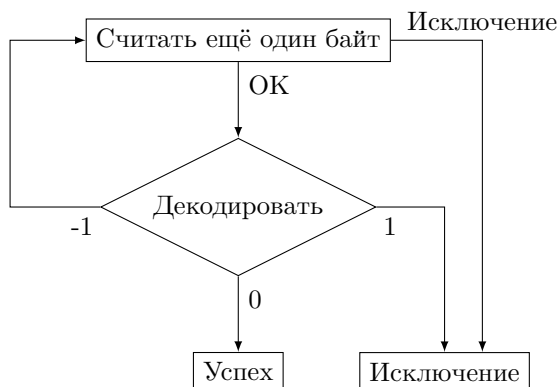 Исключение
Считать ещё один байт
OK
Декодировать
-1
1
0
Успех
Исключение